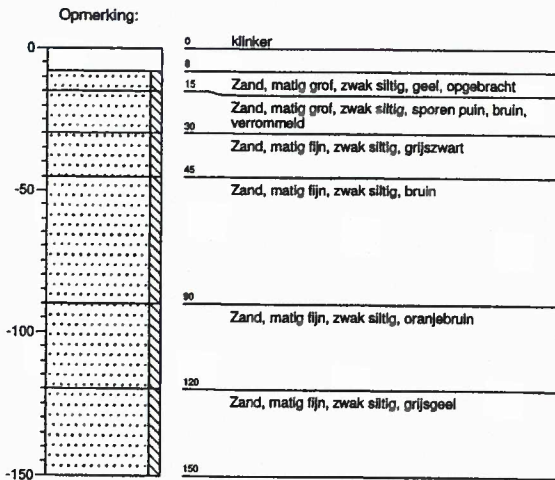 Opmerking:
0
0
klinker
8
15
Zand, matig grof, zwak siltig, geel, opgebracht
Zand, matig grof, zwak siltig, sporen puin, bruin,
verrommeld
30
Zand, matig fijn, zwak siltig, grijszwart
45
-50
Zand, matig fijn, zwak siltig, bruin
90
Zand, matig fijn, zwak siltig, oranjebruin
-100
120
Zand, matig fijn, zwak siltig, grijsgeel
150
-150